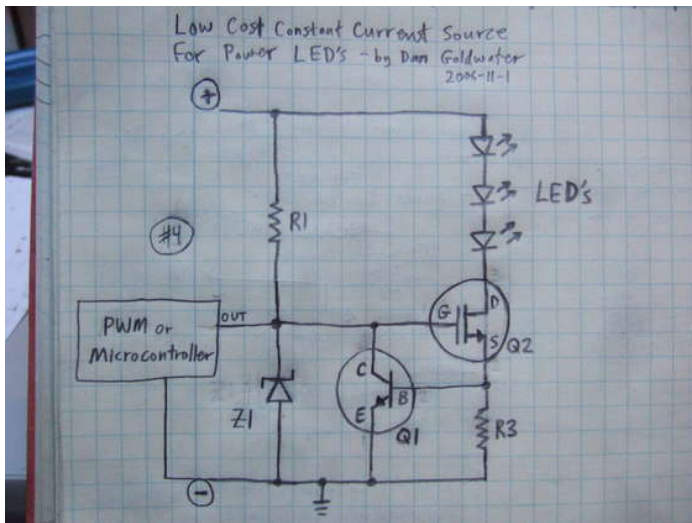 Low Cost Constant Current Source
For Power LED's - by Dan Goldwater
2006-11-1
+
R1
LED's
#4
G
D
S
Q2
PWM or
Microcontroller
OUT
C
B
E
Q1
Z1
R3
-